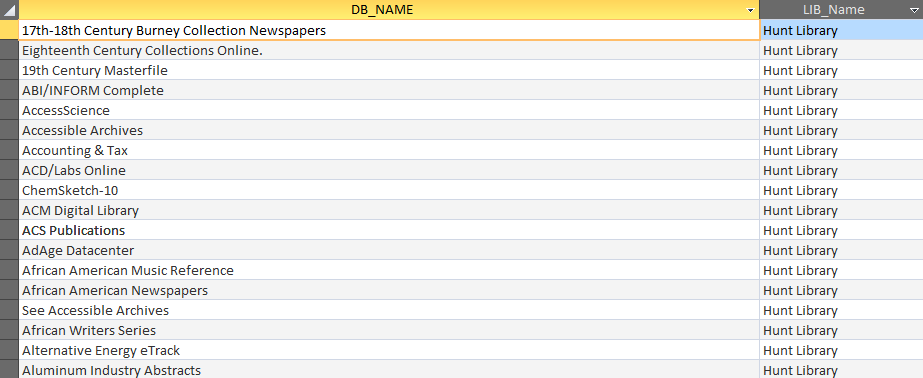 DB_NAME LIB_Name
17th-18th Century Burney Collection Newspapers Hunt Library
Eighteenth Century Collections Online. Hunt Library
19th Century Masterfile Hunt Library
ABI/INFORM Complete Hunt Library
AccessScience Hunt Library
Accessible Archives Hunt Library
Accounting & Tax Hunt Library
ACD/Labs Online Hunt Library
ChemSketch-10 Hunt Library
ACM Digital Library Hunt Library
ACS Publications Hunt Library
AdAge Datacenter Hunt Library
African American Music Reference Hunt Library
African American Newspapers Hunt Library
See Accessible Archives Hunt Library
African Writers Series Hunt Library
Alternative Energy eTrack Hunt Library
Aluminum Industry Abstracts Hunt Library